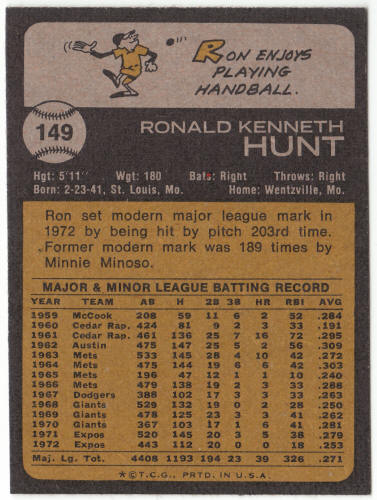 RON ENJOYS
PLAYING
HANDBALL.
149
RONALD KENNETH
HUNT
Hgt: 5'11" Wgt: 180 Bats: Right Throws: Right
Born: 2-23-41, St. Louis, Mo. Home: Wentzville, Mo.
Ron set modern major league mark in
1972 by being hit by pitch 203rd time.
Former modern mark was 189 times by
Minnie Minoso.
MAJOR & MINOR LEAGUE BATTING RECORD
YEAR TEAM AB H 2B 3B HR RBI AVG
1959 McCook 208 59 11 6 2 52 .284
1960 Cedar Rap. 424 81 9 2 3 33 .191
1961 Cedar Rap. 461 136 25 7 16 72 .295
1962 Austin 475 147 25 5 2 56 .309
1963 Mets 533 145 28 4 10 42 .272
1964 Mets 475 144 19 6 6 42 .303
1965 Mets 196 47 12 1 1 10 .240
1966 Mets 479 138 19 2 3 33 .288
1967 Dodgers 388 102 17 3 3 33 .263
1968 Giants 529 132 19 0 2 28 .250
1969 Giants 478 125 23 3 3 41 .262
1970 Giants 367 103 17 1 6 41 .281
1971 Expos 520 145 20 3 5 38 .279
1972 Expos 443 112 20 0 0 18 .253
Maj. Lg. Tot. 4408 1193 194 23 39 326 .271
*©T.C.G., PRTD. IN U.S.A.